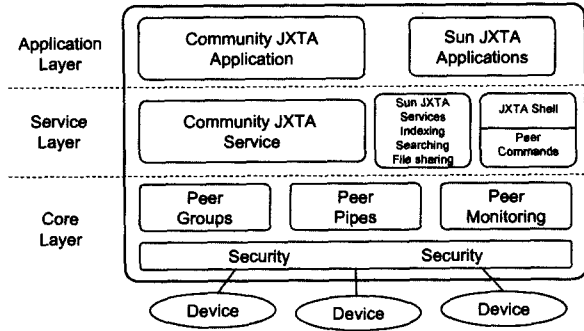 Application
Layer
Community JXTA
Application
Sun JXTA
Applications
Service
Layer
Community JXTA
Service
Sun JXTA
Services
Indexing
Searching
File sharing
JXTA Shell
Peer
Commands
Core
Layer
Peer
Groups
Peer
Pipes
Peer
Monitoring
Security
Security
Device
Device
Device